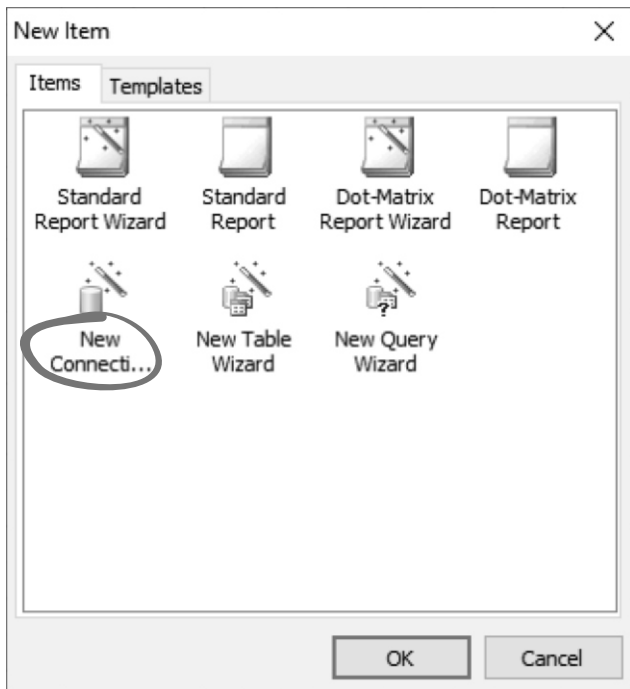 New Item
Items
Templates
Standard
Report Wizard
Standard
Report
Dot-Matrix
Report Wizard
Dot-Matrix
Report
New
Connecti...
New Table
Wizard
New Query
Wizard
OK
Cancel